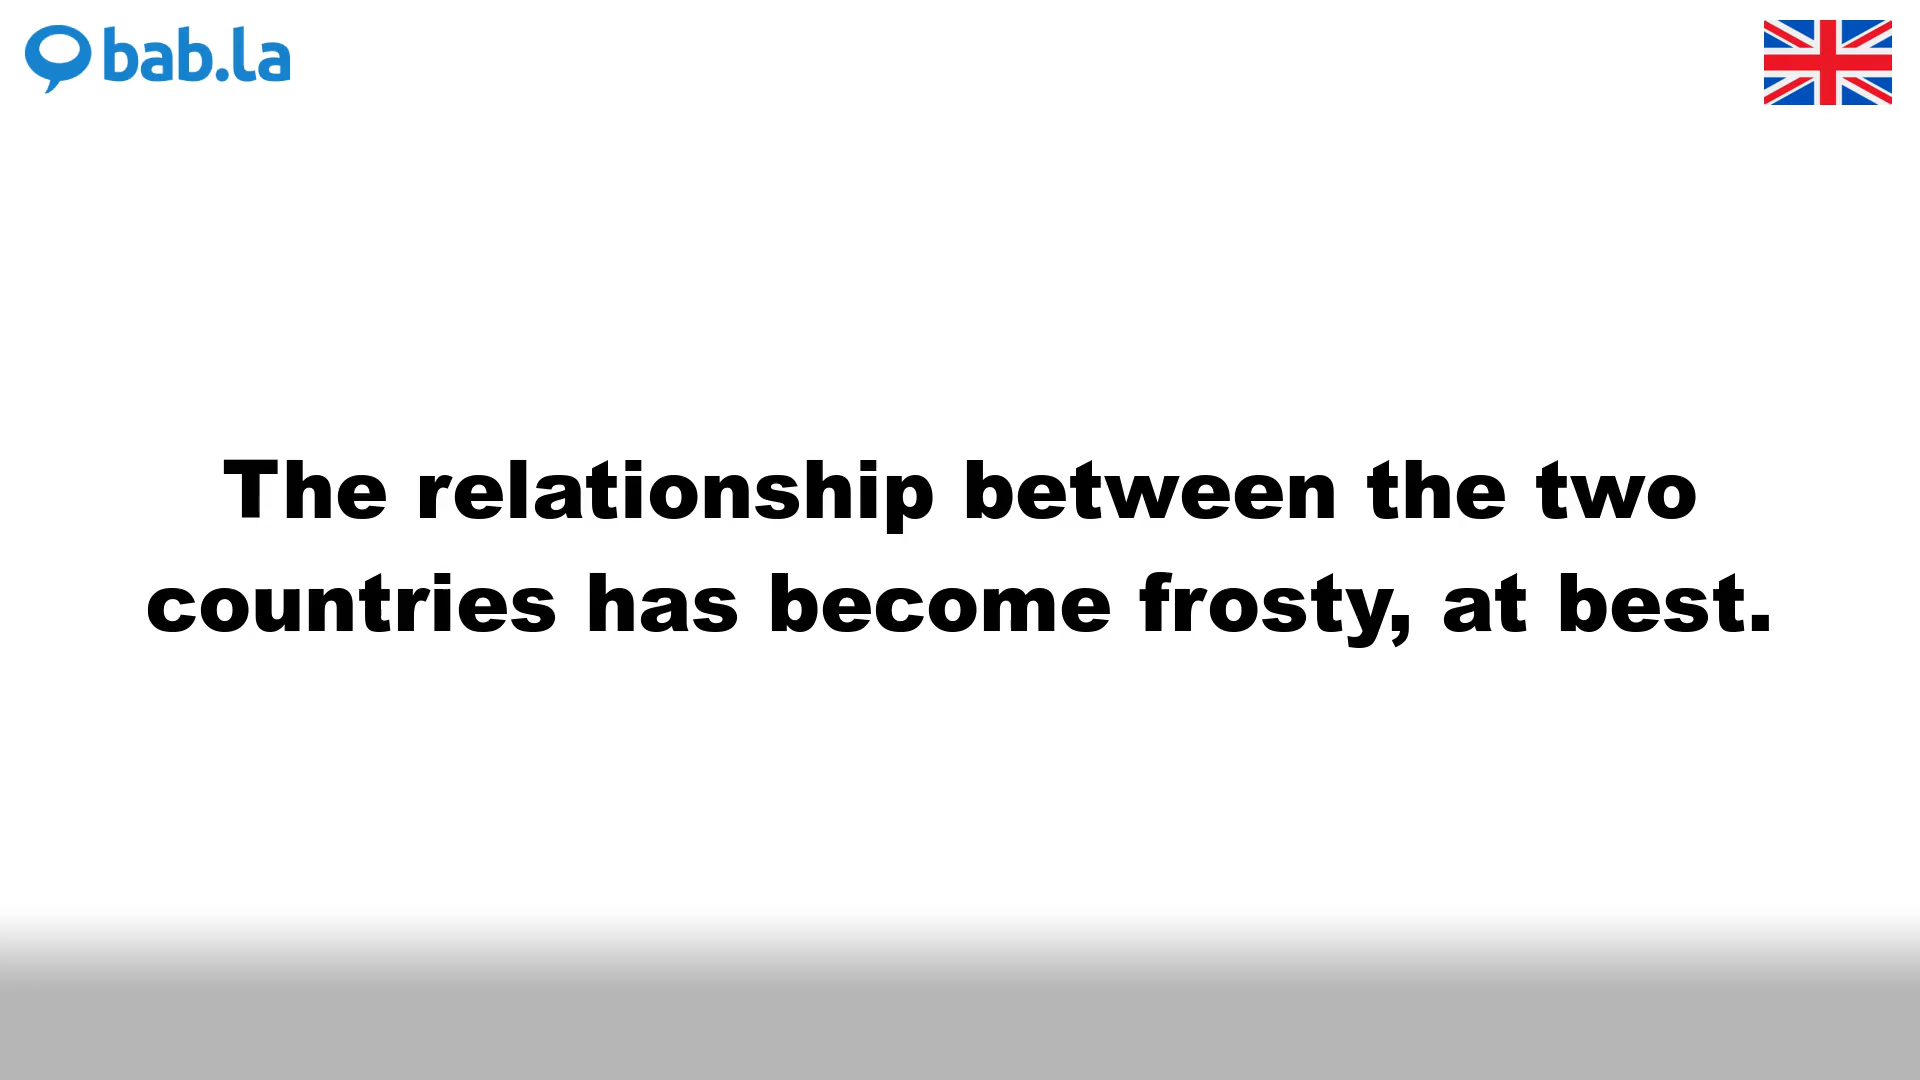 bab.la
The relationship between the two
countries has become frosty, at best.